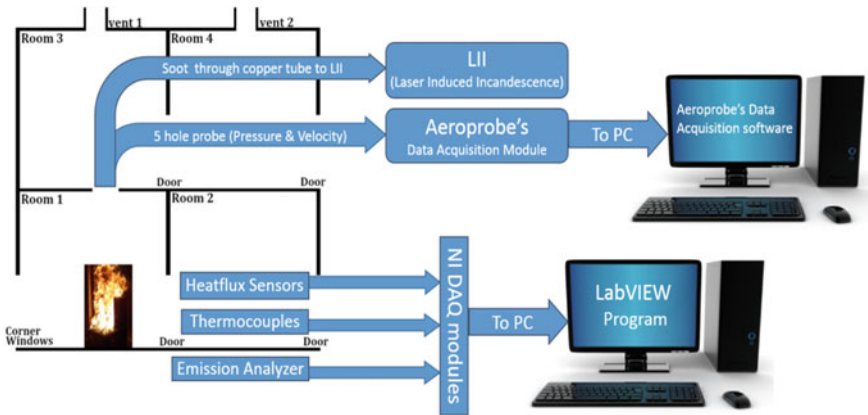 vent 1
vent 2
Room 3
Room 4
Soot through copper tube to LII
LII
(Laser Induced Incandescence)
5 hole probe (Pressure & Velocity)
Aeroprobe's
Data Acquisition Module
To PC
Aeroprobe's Data
Acquisition software
Door
Door
Room 1
Room 2
Heatflux Sensors
Thermocouples
Emission Analyzer
NI DAQ modules
To PC
LabVIEW
Program
Corner
Windows
Door
Door